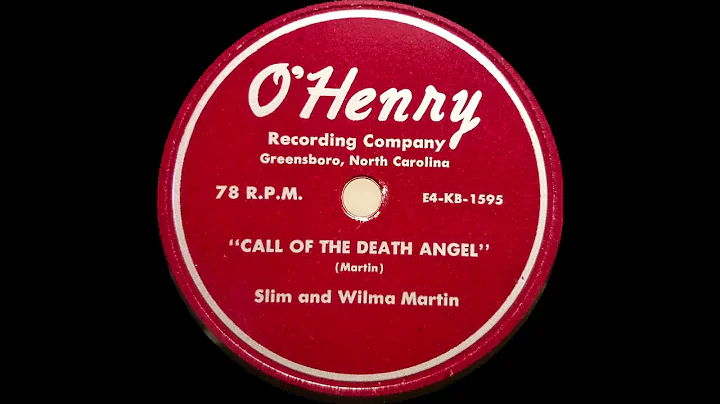 O'Henry
Recording Company
Greensboro, North Carolina
78 R.P.M.
E4-KB-1595
"CALL OF THE DEATH ANGEL"
(Martin)
Slim and Wilma Martin